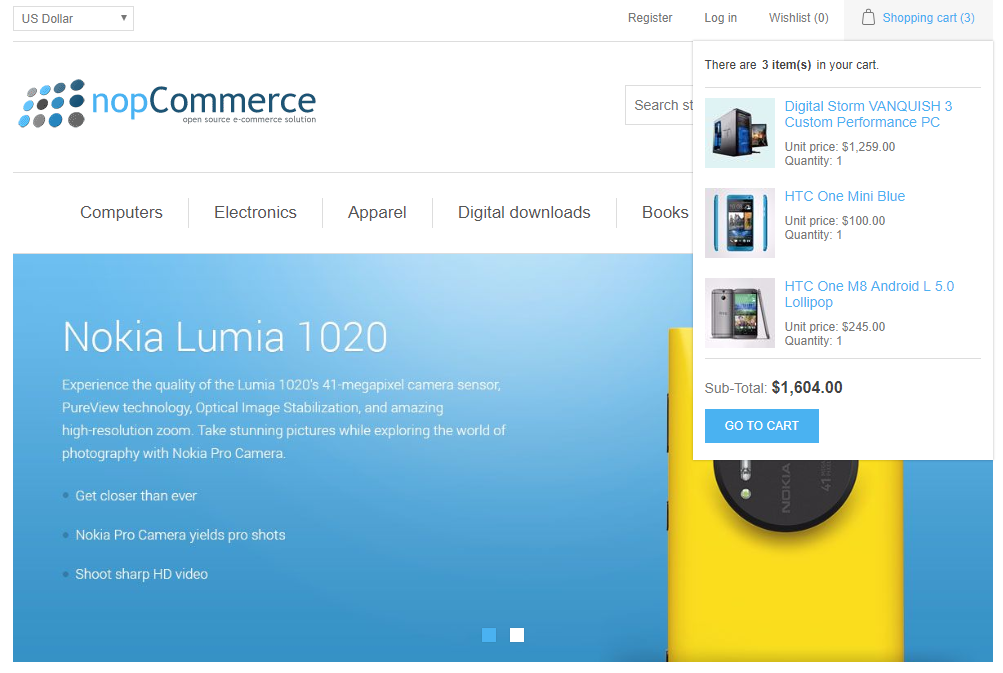 US Dollar
Register
Log in
Wishlist (0)
Shopping cart (3)
There are 3 item(s) in your cart.
nopCommerce
open source e-commerce solution
Search st
Digital Storm VANQUISH 3
Custom Performance PC
Unit price: $1,259.00
Quantity: 1
HTC One Mini Blue
Unit price: $100.00
Quantity: 1
HTC One M8 Android L 5.0
Lollipop
Unit price: $245.00
Quantity: 1
Sub-Total: $1,604.00
GO TO CART
Computers
Electronics
Apparel
Digital downloads
Books
Nokia Lumia 1020
Experience the quality of the Lumia 1020's 41-megapixel camera sensor,
PureView technology, Optical Image Stabilization, and amazing
high-resolution zoom. Take stunning pictures while exploring the world of
photography with Nokia Pro Camera.
Get closer than ever
Nokia Pro Camera yields pro shots
Shoot sharp HD video
NOKIA
41